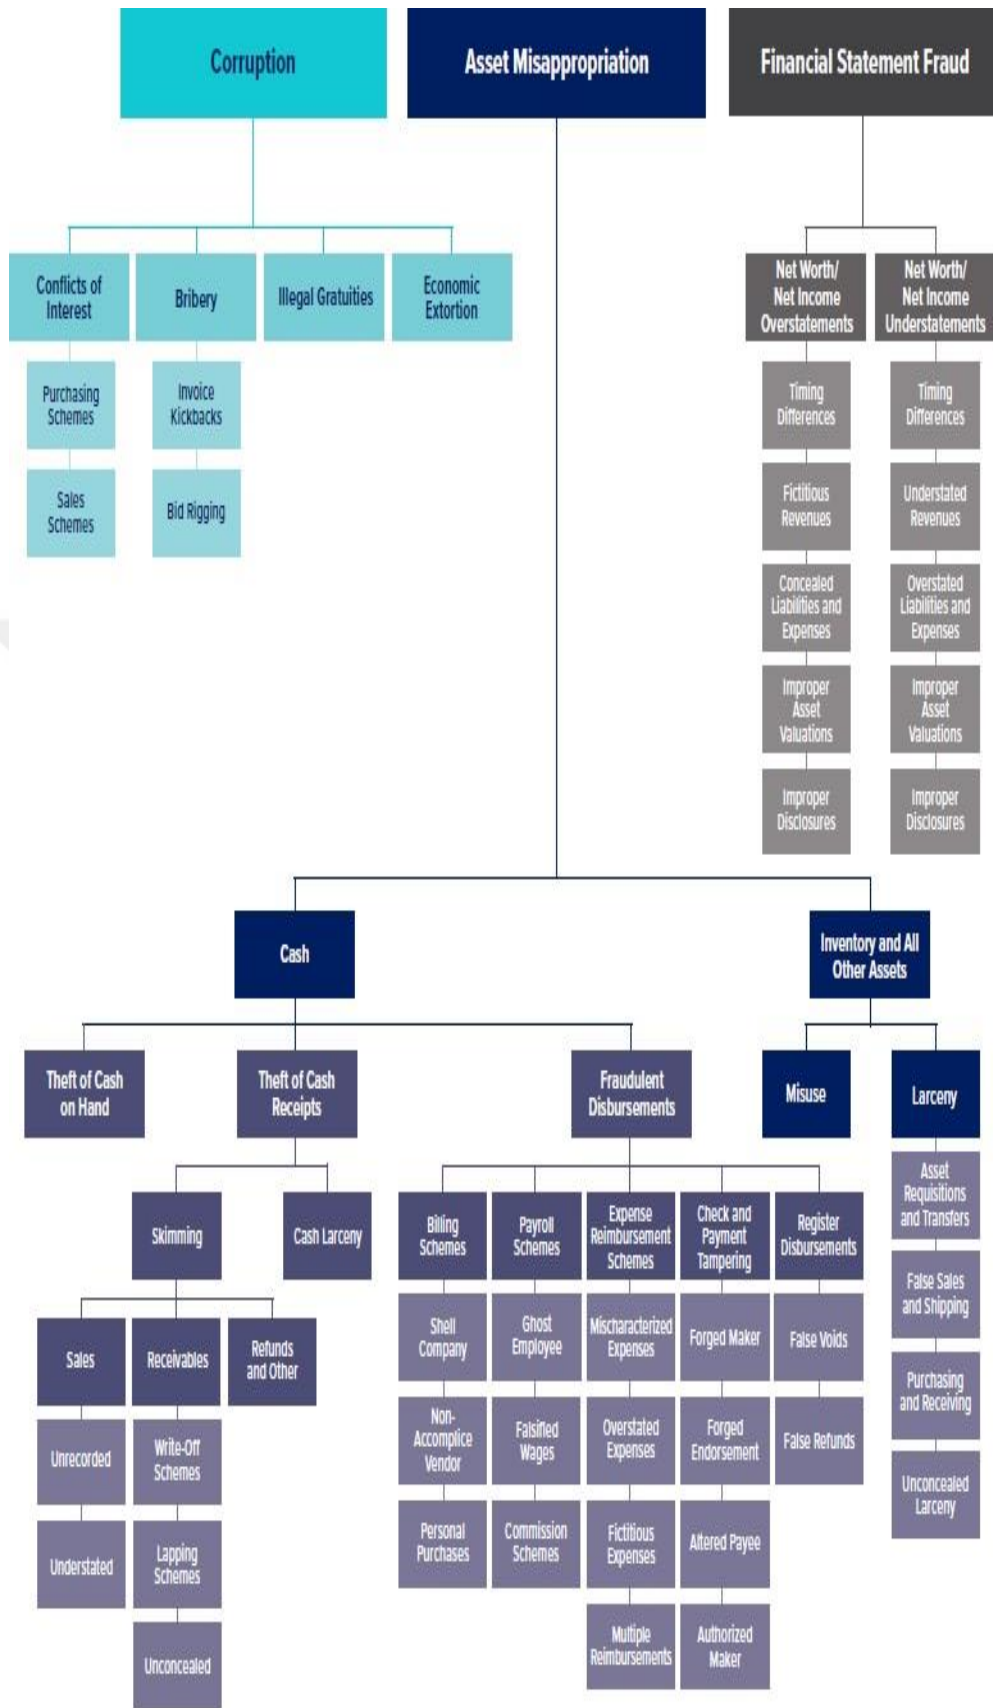 Corruption
Asset Misappropriation
Financial Statement Fraud
Conflicts of
Interest
Bribery
Illegal Gratuities
Economic
Extortion
Net Worth/
Net Income
Overstatements
Net Worth/
Net Income
Understatements
Purchasing
Schemes
Invoice
Kickbacks
Timing
Differences
Timing
Differences
Sales
Schemes
Bid Rigging
Fictitious
Revenues
Understated
Revenues
Concealed
Liabilities and
Expenses
Overstated
Liabilities and
Expenses
Improper
Asset
Valuations
Improper
Asset
Valuations
Improper
Disclosures
Improper
Disclosures
Cash
Inventory and All
Other Assets
Theft of Cash
on Hand
Theft of Cash
Receipts
Fraudulent
Disbursements
Misuse
Larceny
Asset
Requisitions
and Transfers
Skimming
Cash Larceny
Billing
Schemes
Payroll
Schemes
Expense
Reimbursement
Schemes
Check and
Payment
Tampering
Register
Disbursements
False Sales
and Shipping
Sales
Receivables
Refunds
and Other
Shell
Company
Ghost
Employee
Mischaracterized
Expenses
Forged Maker
False Voids
Purchasing
and Receiving
Unrecorded
Write-Off
Schemes
Non-
Accomplice
Vendor
Falsified
Wages
Overstated
Expenses
Forged
Endorsement
False Refunds
Unconcealed
Larceny
Understated
Lapping
Schemes
Personal
Purchases
Commission
Schemes
Fictitious
Expenses
Altered Payee
Unconcealed
Multiple
Reimbursements
Authorized
Maker